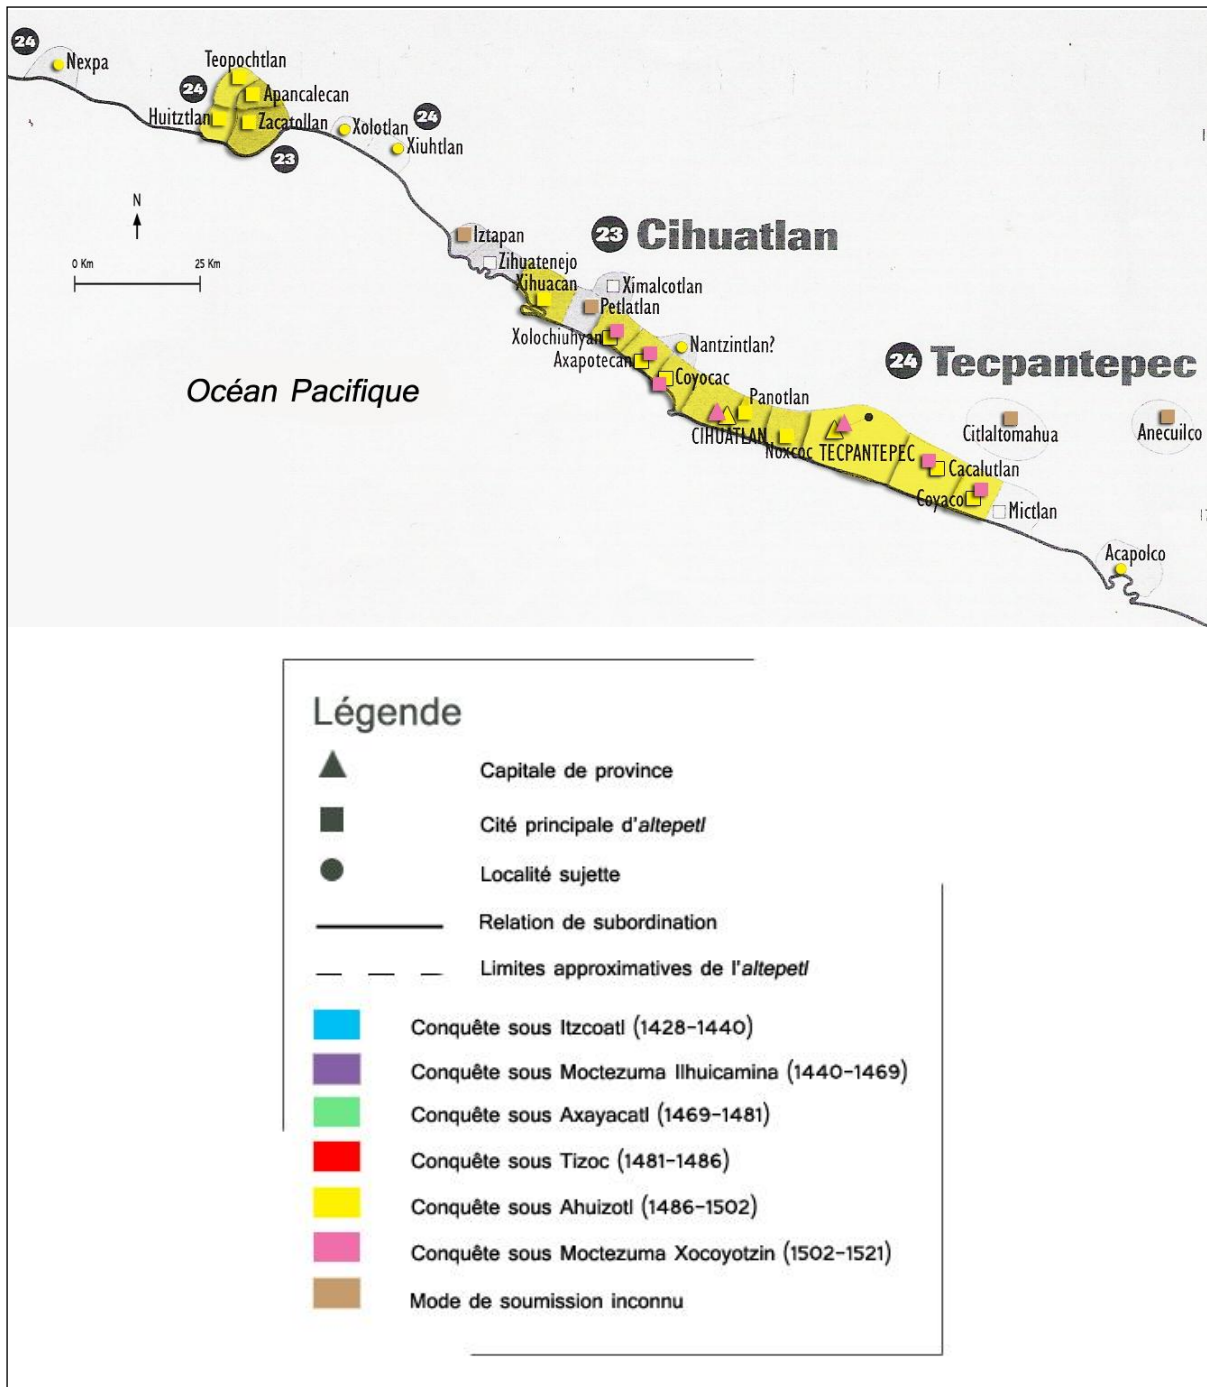 24
Nexpa
Teopochtlan
24
Apancalecan
Huitztlan
Zacatollan
23
Xolotlan
24
Xiuhtlan
N
0 Km 25 Km
Iztapan
Zihuatenejo
23 Cihuatlan
Xihuacan
Ximalcotlan
Petlatlan
Xolochiuhyan
Axapotecan
Nantzintlan?
Coyocac
24 Tecpantepec
Océan Pacifique
Panotlan
CIHUATLAN
Noxcoc
TECPANTEPEC
Citlaltomahua
Anecuilco
Cacalutlan
Coyaco
Mictlan
Acapolco
Légende
Capitale de province
Cité principale d'altepetl
Localité sujette
Relation de subordination
Limites approximatives de l'altepetl
Conquête sous Itzcoatl (1428-1440)
Conquête sous Moctezuma Ilhuicamina (1440-1469)
Conquête sous Axayacatl (1469-1481)
Conquête sous Tizoc (1481-1486)
Conquête sous Ahuizotl (1486-1502)
Conquête sous Moctezuma Xocoyotzin (1502-1521)
Mode de soumission inconnu